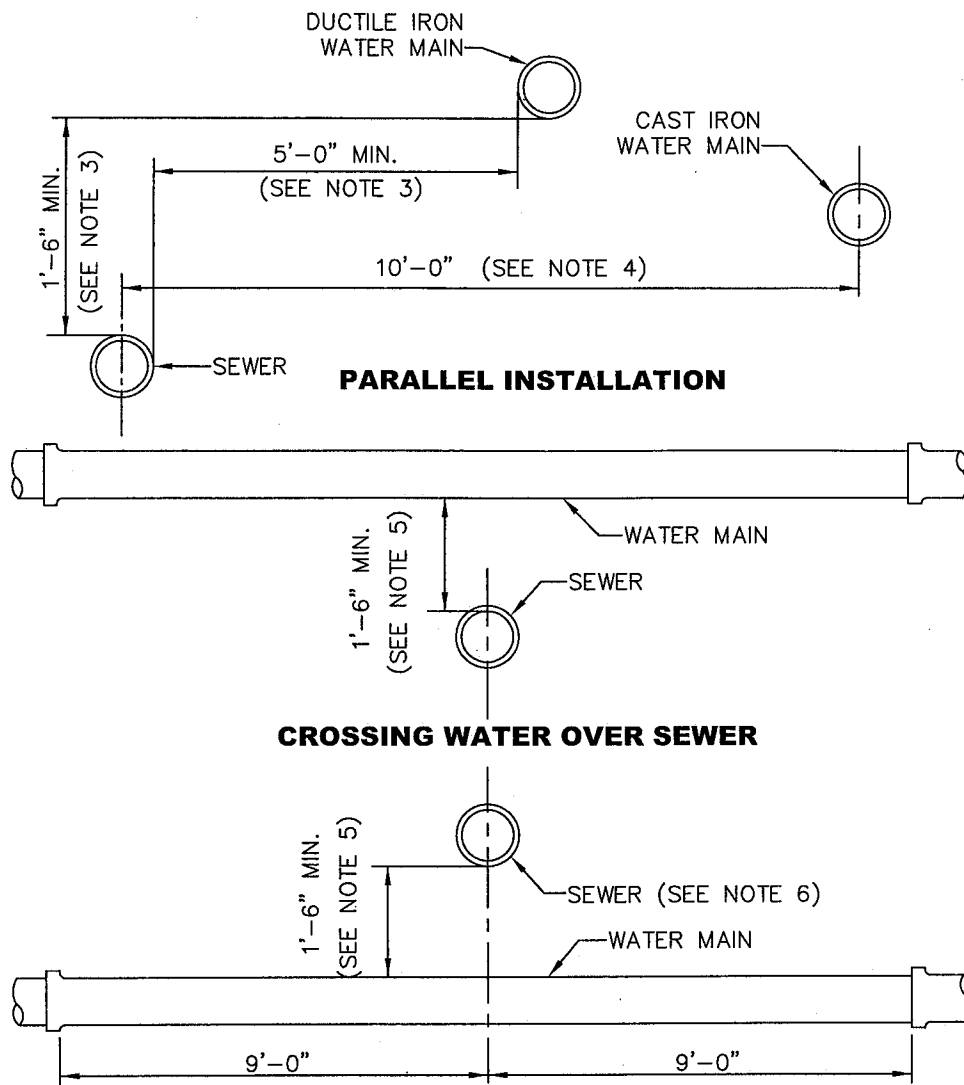 DUCTILE IRON
WATER MAIN
CAST IRON
WATER MAIN
5'-0" MIN.
(SEE NOTE 3)
1'-6" MIN.
(SEE NOTE 3)
10'-0" (SEE NOTE 4)
SEWER
PARALLEL INSTALLATION
WATER MAIN
1'-6" MIN.
(SEE NOTE 5)
SEWER
CROSSING WATER OVER SEWER
1'-6" MIN.
(SEE NOTE 5)
SEWER (SEE NOTE 6)
WATER MAIN
9'-0"
9'-0"